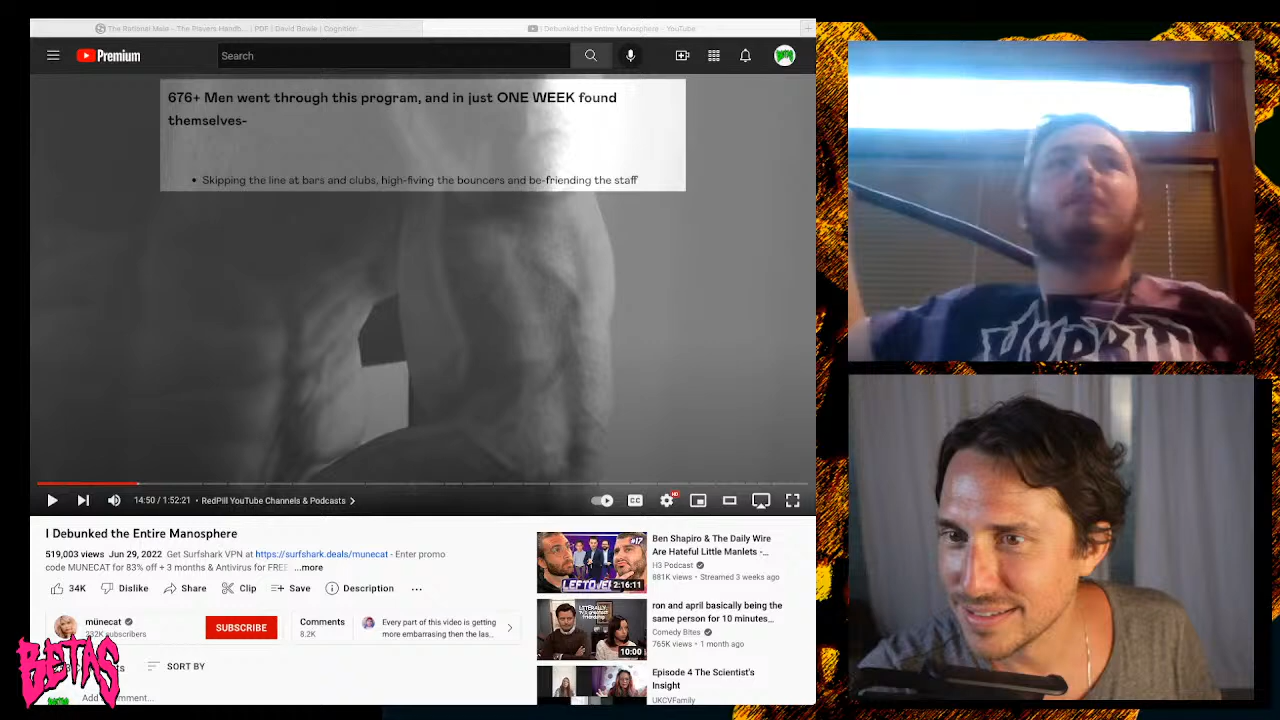 The Rational Male - The Players Handb... | PDF | David Bowie | Cognition
I Debunked the Entire Manosphere - YouTube
Premium
Search
676+ Men went through this program, and in just ONE WEEK found
themselves-
• Skipping the line at bars and clubs, high-fiving the bouncers and be-friending the staff
14:50 / 1:52:21 • RedPill YouTube Channels & Podcasts
CC
HD
I Debunked the Entire Manosphere
519,003 views Jun 29, 2022 Get Surfshark VPN at https://surfshark.deals/munecat - Enter promo
code MUNECAT for 83% off + 3 months & Antivirus for FREE ...more
34K
Dislike
Share
Clip
Save
Description
münecat
subscribers
SUBSCRIBE
Comments
8.2K
Every part of this video is getting
more embarrasing then the las...
SORT BY
BETAS
#17
LEFTOVERS
2:16:11
Ben Shapiro & The Daily Wire
Are Hateful Little Manlets -...
H3 Podcast
881K views • Streamed 3 weeks ago
10:00
ron and april basically being the
same person for 10 minutes...
Comedy Bites
765K views • 1 month ago
Episode 4 The Scientist's
Insight
UKCVFamily